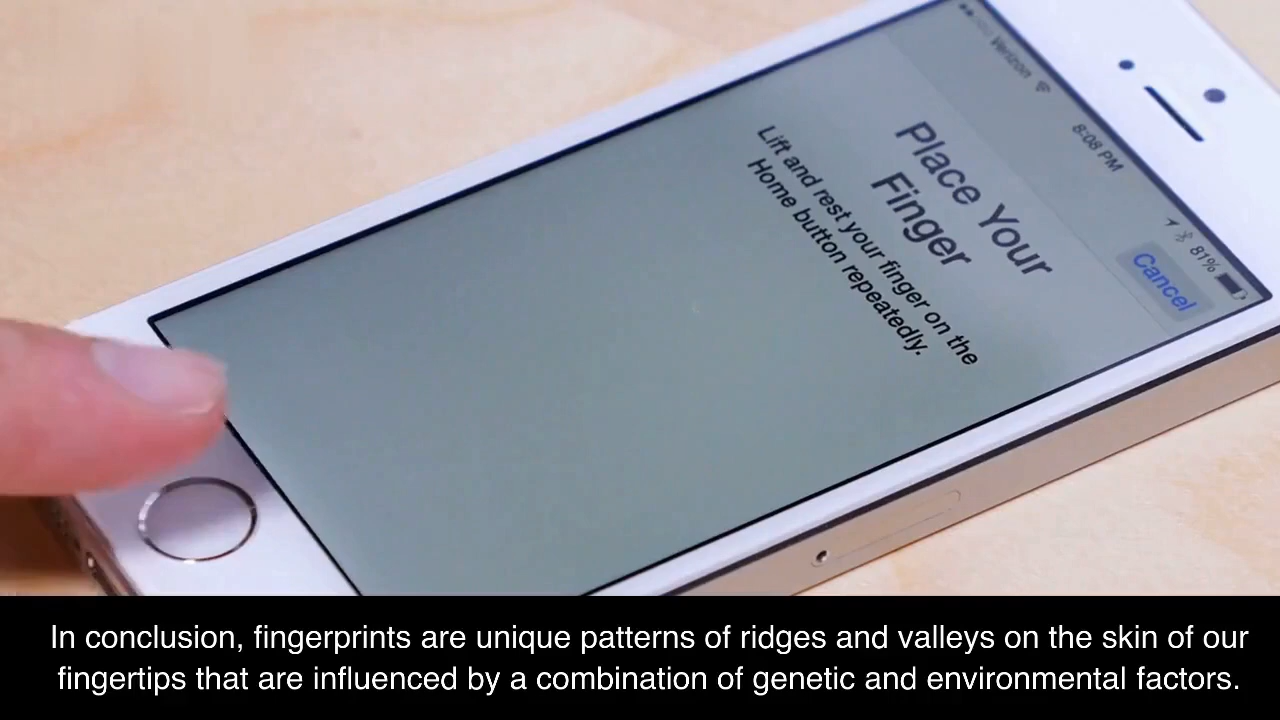 Verizon
8:08 PM
81%
Cancel
Place Your
Finger
Lift and rest your finger on the
Home button repeatedly.
In conclusion, fingerprints are unique patterns of ridges and valleys on the skin of our
fingertips that are influenced by a combination of genetic and environmental factors.